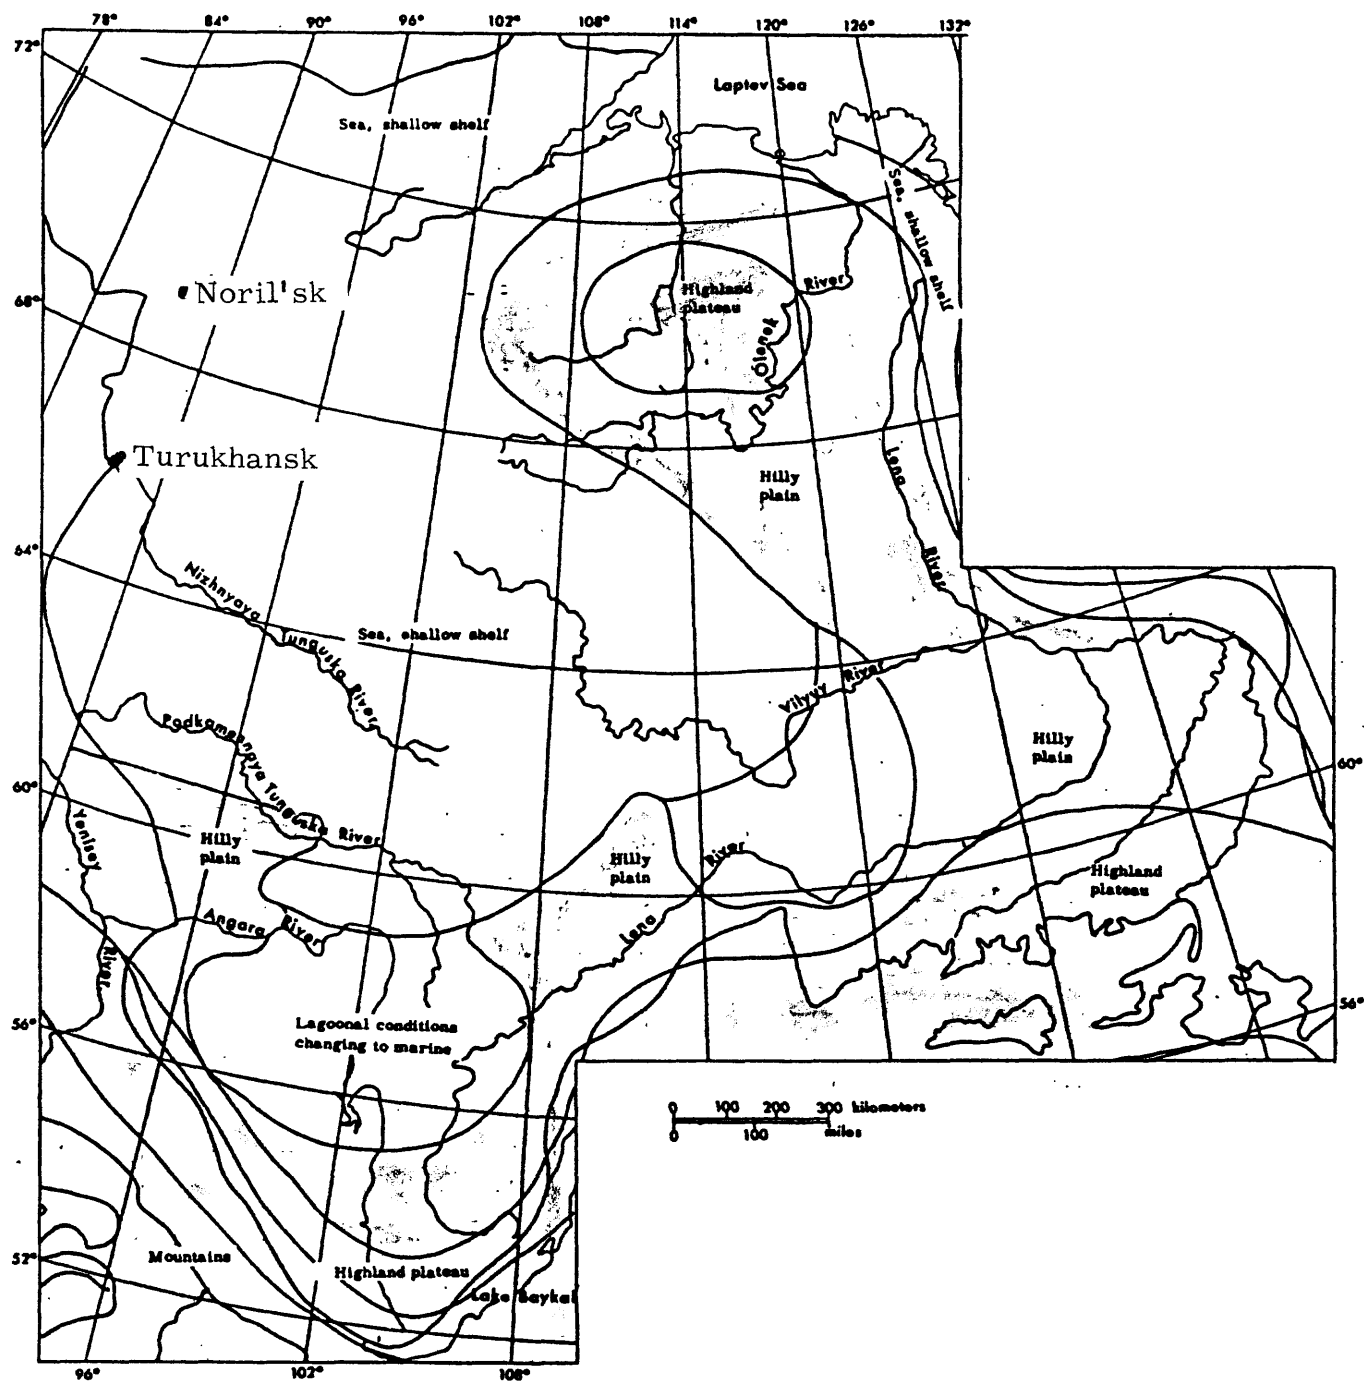 78° 84° 90° 96° 102° 108° 114° 120° 126° 132°
72°
Laptev Sea
Sea, shallow shelf
Sea, shallow shelf
Noril'sk
68°
Highland
plateau
Olenek River
Turukhansk
Hilly
plain
Lena River
64°
Nizhnyaya Tunguska River
Sea, shallow shelf
Vilyuy River
Podkamennaya Tunguska River
Hilly
plain
60°
60°
Yenisey River
Hilly
plain
Hilly
plain
Lena River
Highland
plateau
Angara River
56°
56°
Lagoonal conditions
changing to marine
0 100 200 300 kilometers
0 100 miles
52°
Mountains
Highland plateau
Lake Baykal
96° 102° 108°